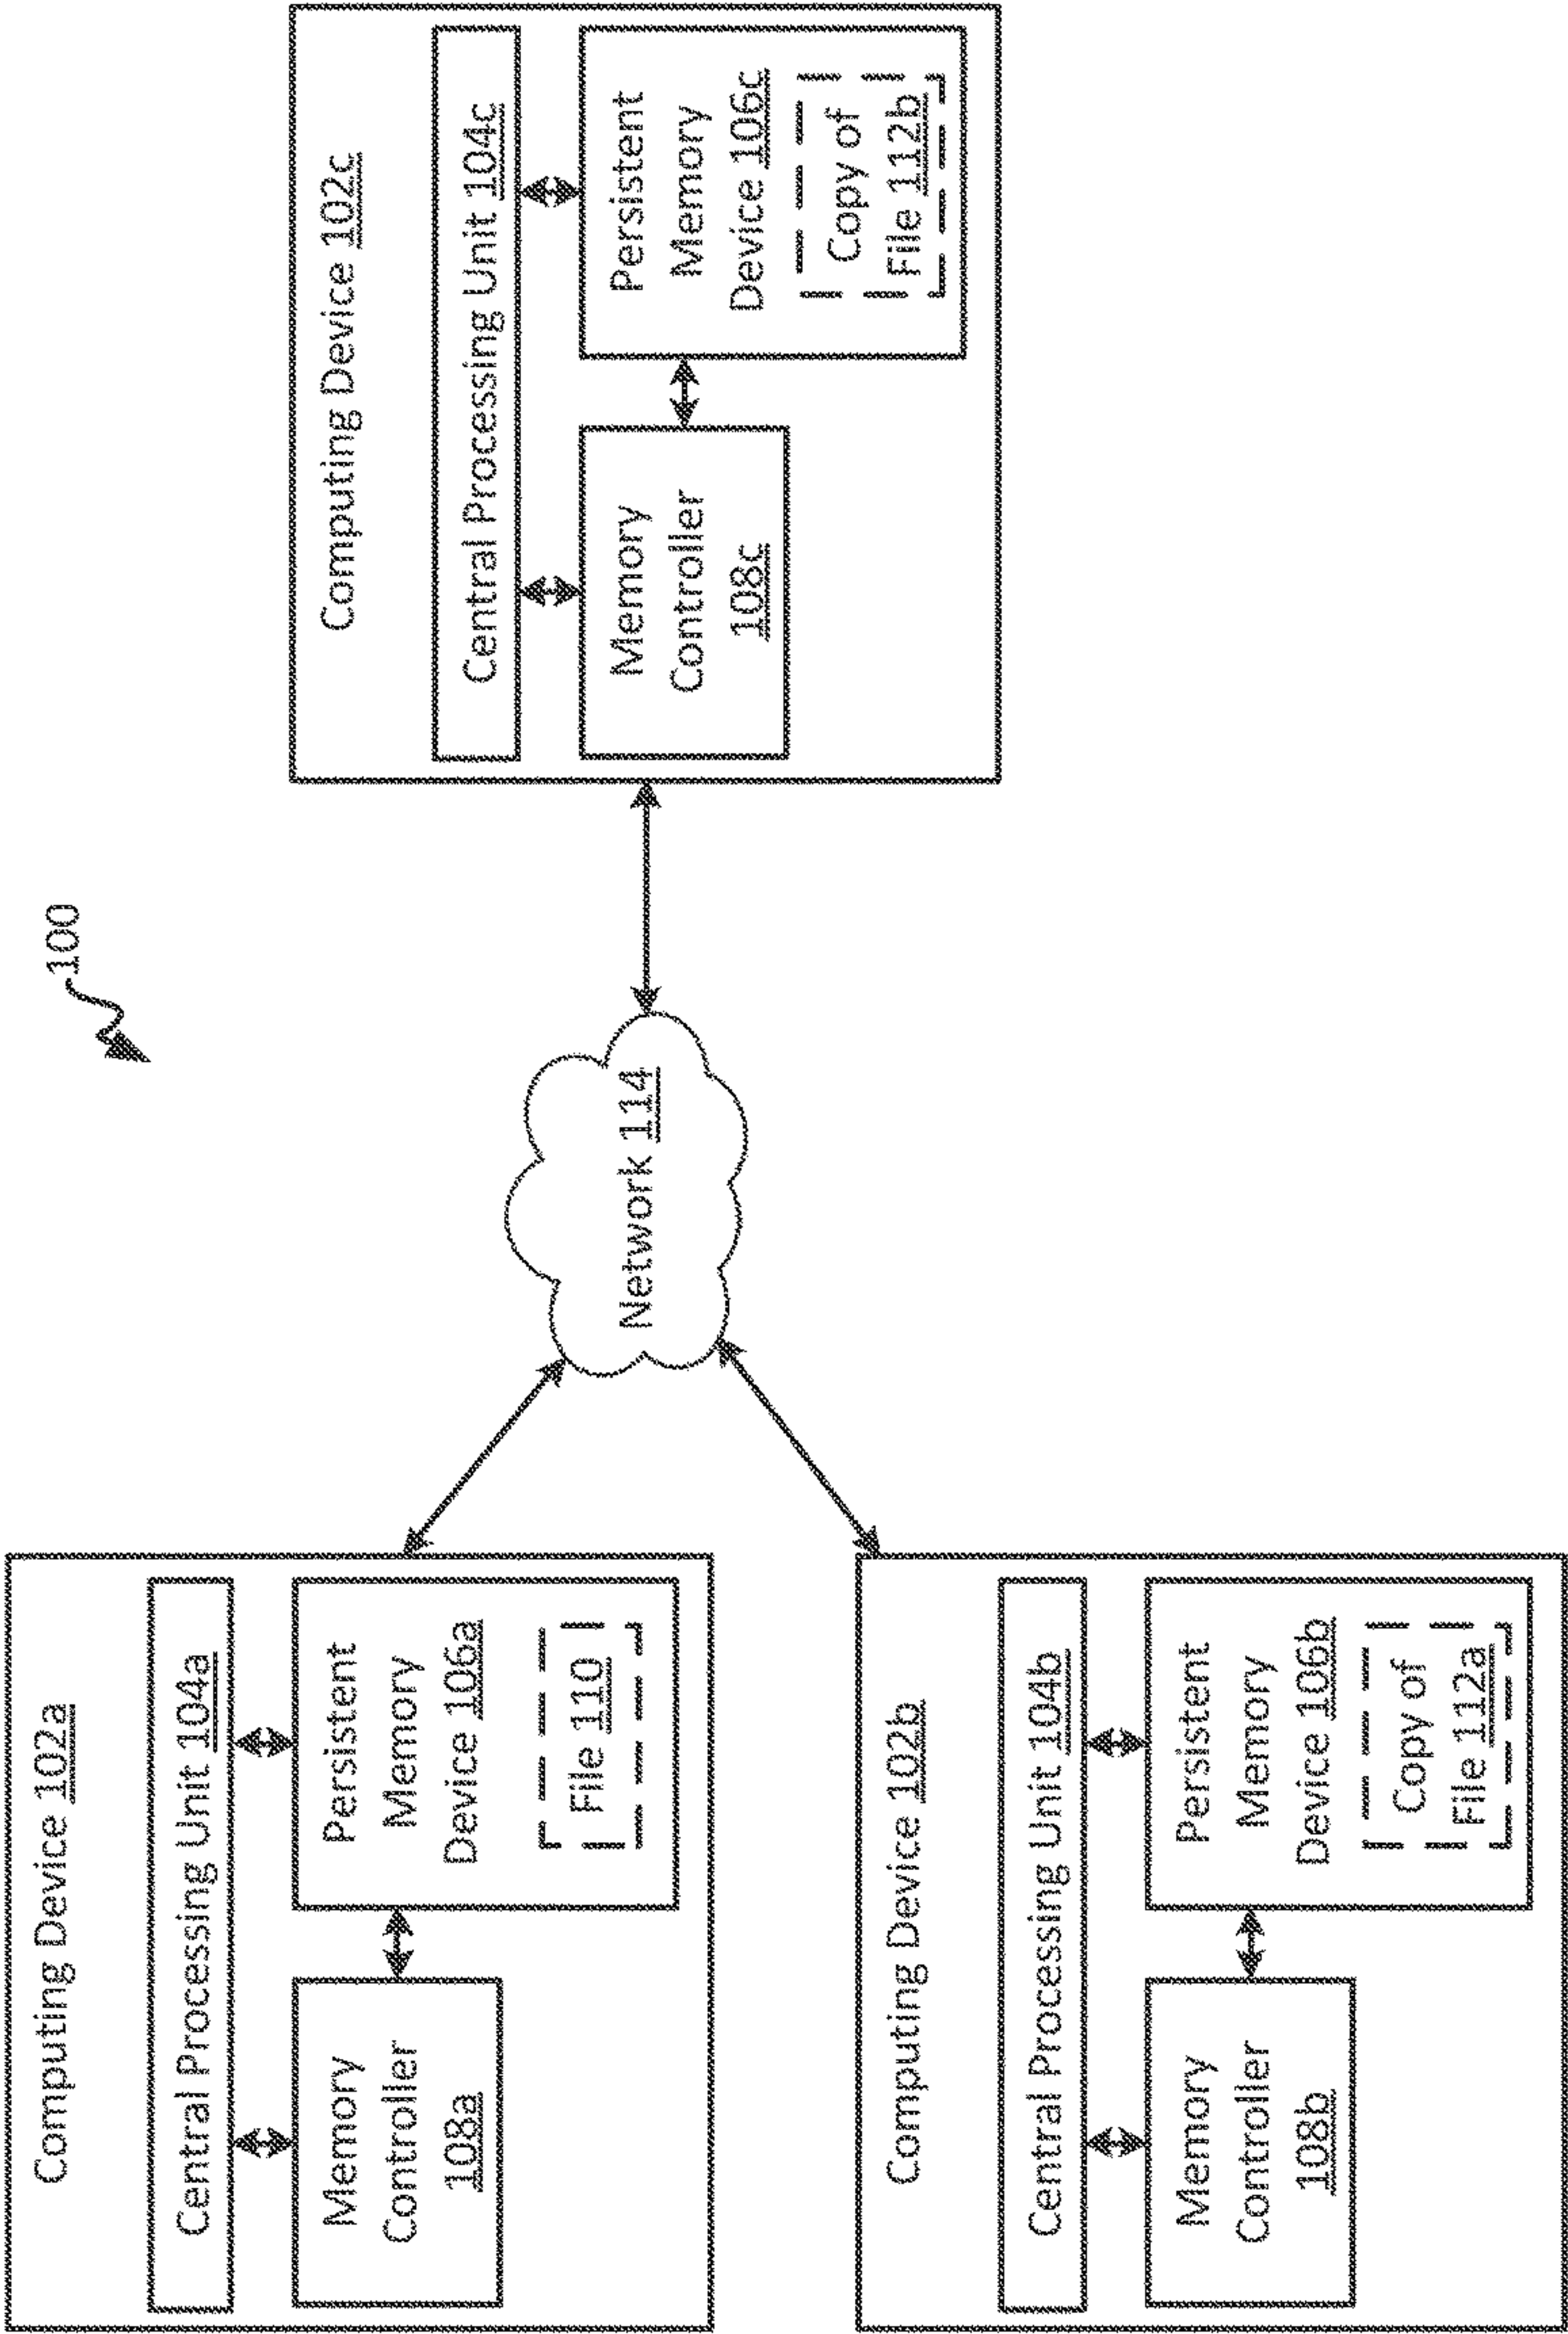 100
Computing Device 102a
Central Processing Unit 104a
Memory
Controller
108a
Persistent
Memory
Device 106a
File 110
Network 114
Computing Device 102c
Central Processing Unit 104c
Memory
Controller
108c
Persistent
Memory
Device 106c
Copy of
File 112b
Computing Device 102b
Central Processing Unit 104b
Memory
Controller
108b
Persistent
Memory
Device 106b
Copy of
File 112a